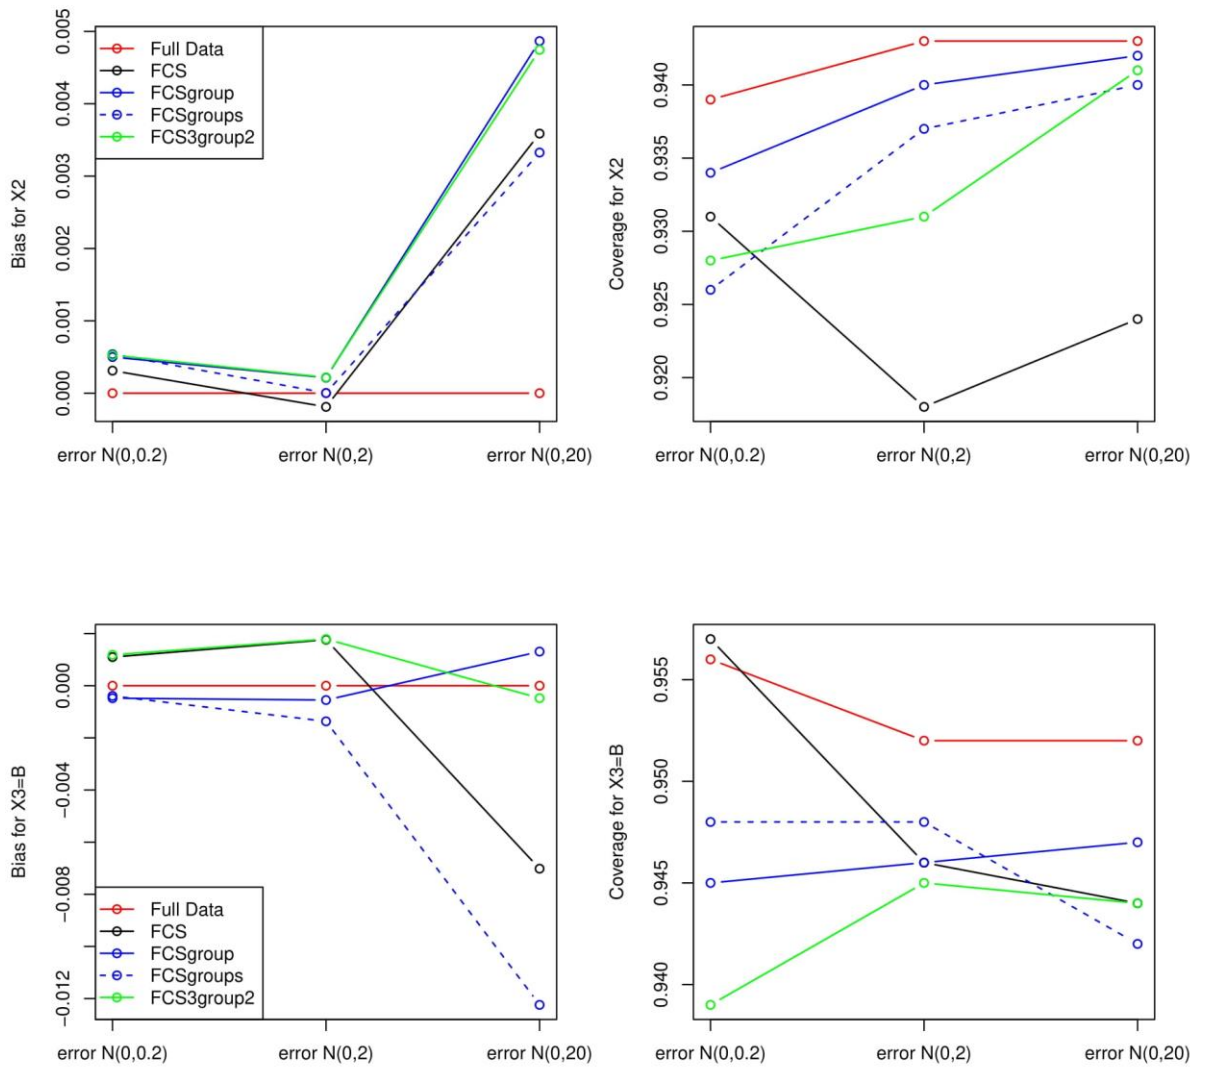 Bias for X2
0.005
0.004
0.003
0.002
0.001
0.000
Full Data
FCS
FCSgroup
FCSgroups
FCS3group2
error N(0,0.2)
error N(0,2)
error N(0,20)
Coverage for X2
0.940
0.935
0.930
0.925
0.920
error N(0,0.2)
error N(0,2)
error N(0,20)
Bias for X3=B
0.000
−0.004
−0.008
−0.012
Full Data
FCS
FCSgroup
FCSgroups
FCS3group2
error N(0,0.2)
error N(0,2)
error N(0,20)
Coverage for X3=B
0.955
0.950
0.945
0.940
error N(0,0.2)
error N(0,2)
error N(0,20)